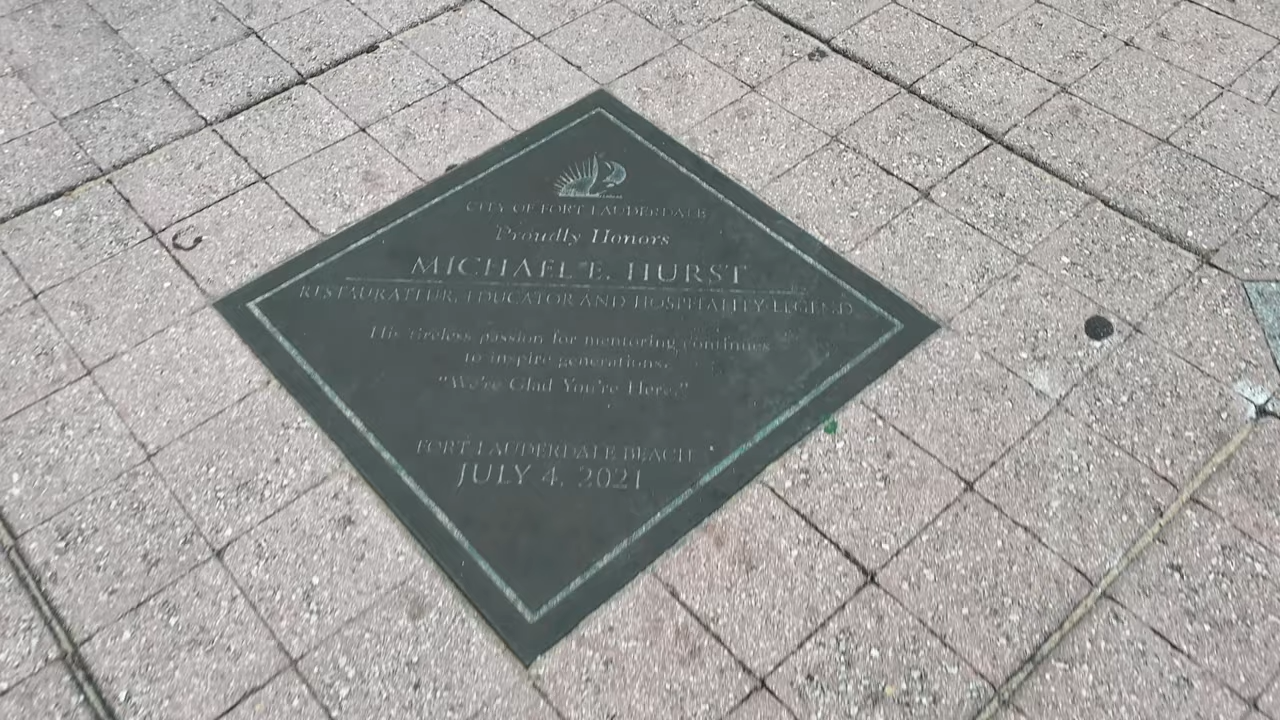 CITY OF FORT LAUDERDALE
Proudly Honors
MICHAEL E. HURST
RESTAURATEUR, EDUCATOR AND HOSPITALITY LEGEND
His tireless passion for mentoring continues
to inspire generations.
"We're Glad You're Here."
FORT LAUDERDALE BEACH
JULY 4, 2021